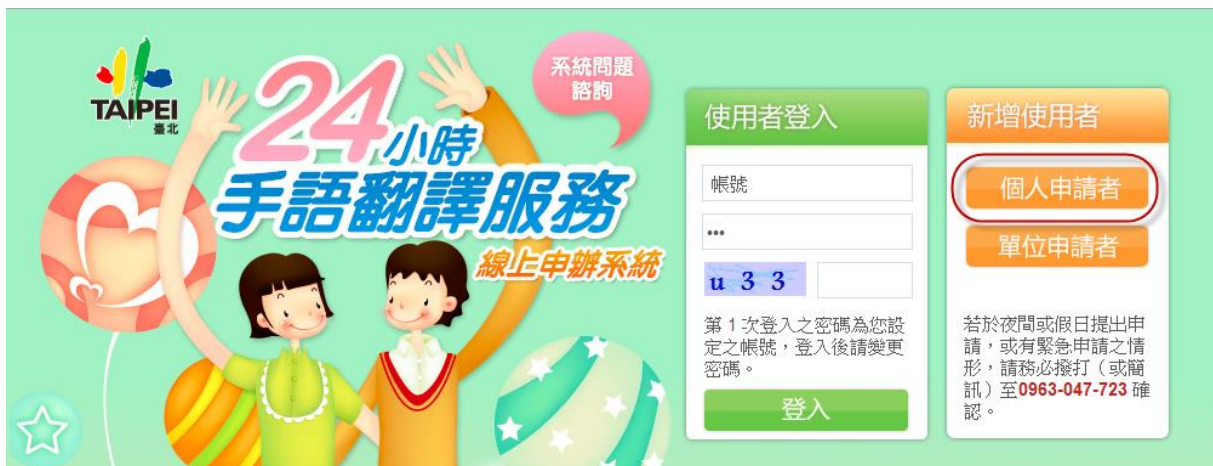 TAIPEI
臺北
24小時
手語翻譯服務
線上申辦系統
系統問題
諮詢
使用者登入
帳號
•••
u 3 3
第 1 次登入之密碼為您設
定之帳號，登入後請變更
密碼。
登入
新增使用者
個人申請者
單位申請者
若於夜間或假日提出申
請，或有緊急申請之情
形，請務必撥打（或簡
訊）至0963-047-723 確
認。